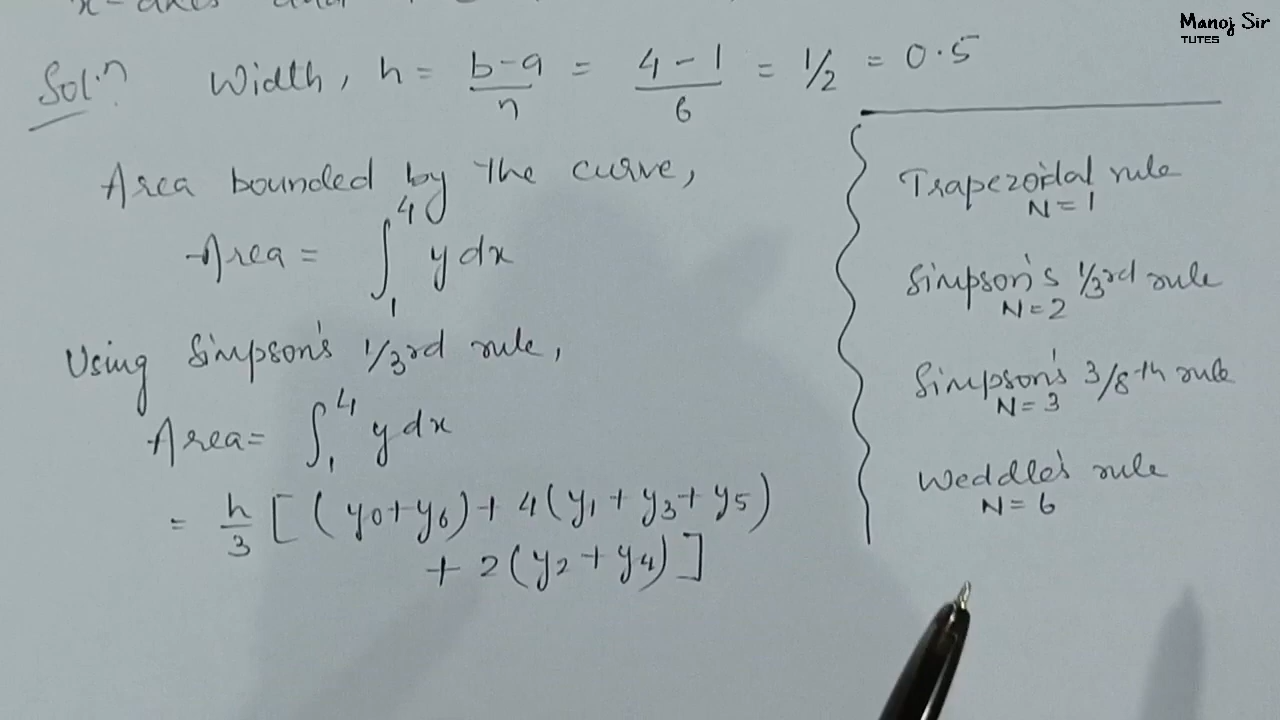 x-axis and
Manoj Sir
TUTES
Sol.n Width, h = b-a/n = 4-1/6 = 1/2 = 0.5
Area bounded by the curve,
Area = ∫₁⁴ y dx
Using Simpson's 1/3rd rule,
Area = ∫₁⁴ y dx
= h/3 [(y0+y6)+ 4(y1+y3+y5)
+ 2(y2+y4)]
Trapezoidal rule
N=1
Simpson's 1/3rd rule
N=2
Simpson's 3/8th rule
N=3
Weddle's rule
N=6